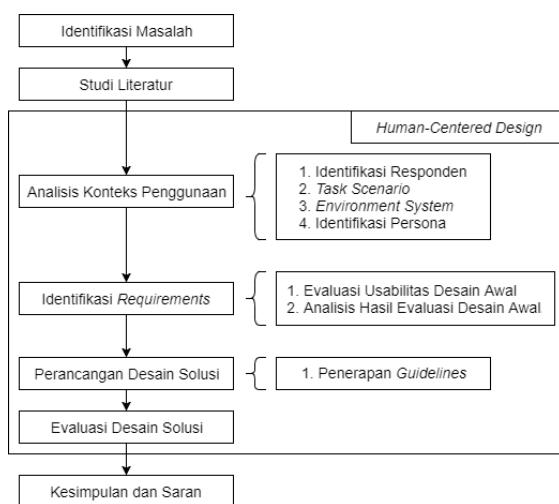 Identifikasi Masalah
Studi Literatur
Human-Centered Design
Analisis Konteks Penggunaan
1. Identifikasi Responden
2. Task Scenario
3. Environment System
4. Identifikasi Persona
Identifikasi Requirements
1. Evaluasi Usabilitas Desain Awal
2. Analisis Hasil Evaluasi Desain Awal
Perancangan Desain Solusi
1. Penerapan Guidelines
Evaluasi Desain Solusi
Kesimpulan dan Saran